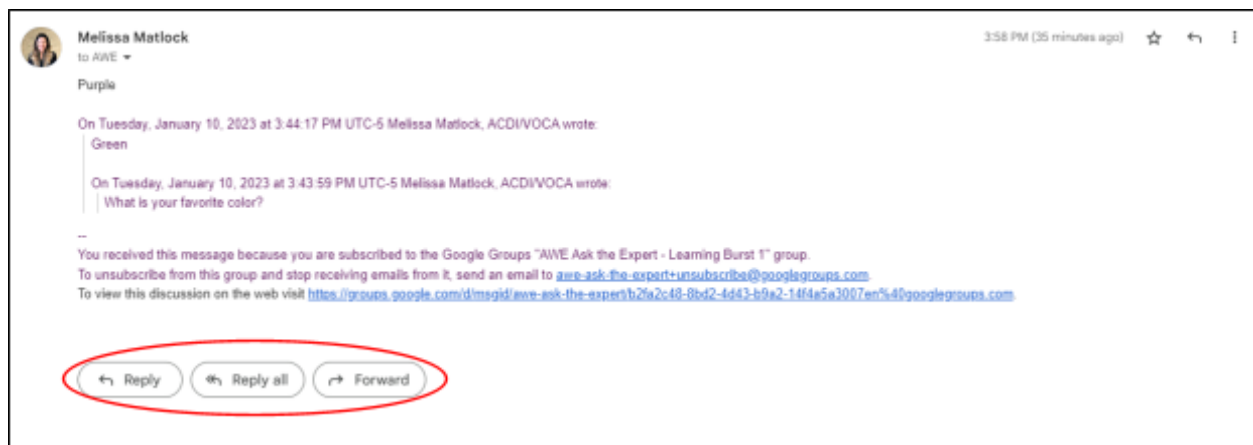 Melissa Matlock
3:58 PM (35 minutes ago)
to AWE
Purple
On Tuesday, January 10, 2023 at 3:44:17 PM UTC-5 Melissa Matlock, ACDI/VOCA wrote:
Green
On Tuesday, January 10, 2023 at 3:43:59 PM UTC-5 Melissa Matlock, ACDI/VOCA wrote:
What is your favorite color?
--
You received this message because you are subscribed to the Google Groups "AWE Ask the Expert - Learning Burst 1" group.
To unsubscribe from this group and stop receiving emails from it, send an email to awe-ask-the-expert+unsubscribe@googlegroups.com.
To view this discussion on the web visit https://groups.google.com/d/msgid/awe-ask-the-expert/b2fa2c48-8bd2-4d43-b9a2-14f4a5a3007en%40googlegroups.com.
Reply Reply all Forward